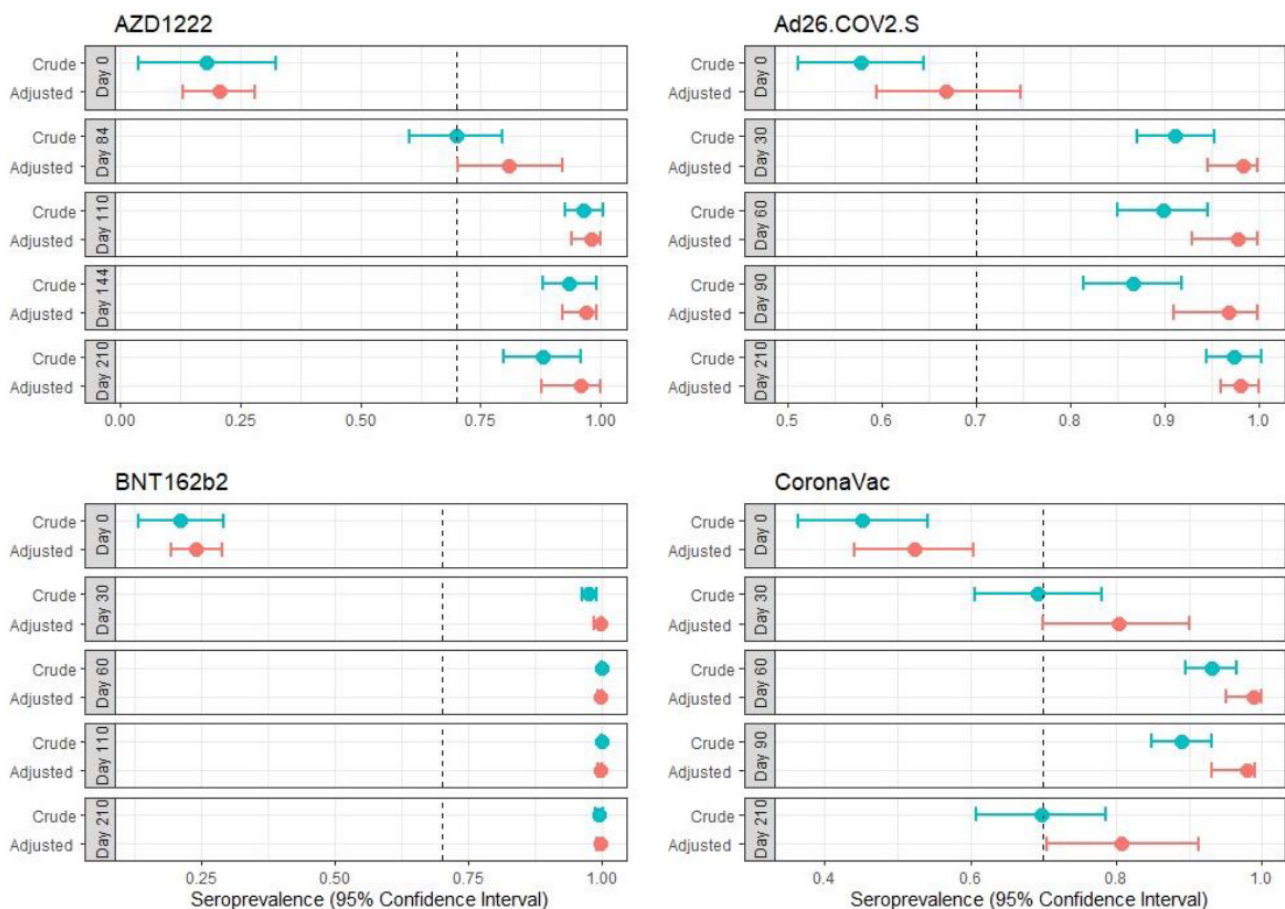 AZD1222
Crude
Adjusted
Day 0
Crude
Adjusted
Day 84
Crude
Adjusted
Day 110
Crude
Adjusted
Day 144
Crude
Adjusted
Day 210
0.00 0.25 0.50 0.75 1.00
Ad26.COV2.S
Crude
Adjusted
Day 0
Crude
Adjusted
Day 30
Crude
Adjusted
Day 60
Crude
Adjusted
Day 90
Crude
Adjusted
Day 210
0.5 0.6 0.7 0.8 0.9 1.0
BNT162b2
Crude
Adjusted
Day 0
Crude
Adjusted
Day 30
Crude
Adjusted
Day 60
Crude
Adjusted
Day 110
Crude
Adjusted
Day 210
0.25 0.50 0.75 1.00
Seroprevalence (95% Confidence Interval)
CoronaVac
Crude
Adjusted
Day 0
Crude
Adjusted
Day 30
Crude
Adjusted
Day 60
Crude
Adjusted
Day 90
Crude
Adjusted
Day 210
0.4 0.6 0.8 1.0
Seroprevalence (95% Confidence Interval)